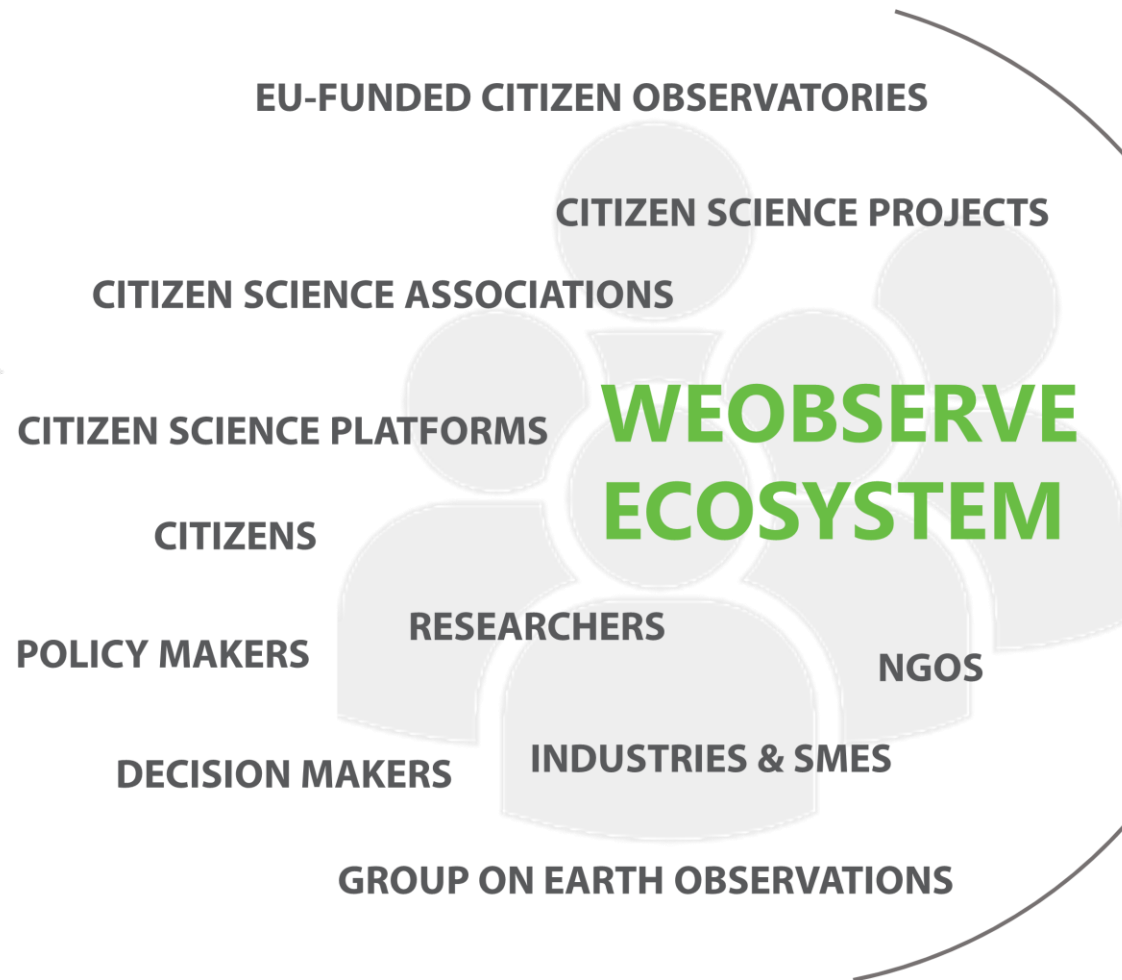 EU-FUNDED CITIZEN OBSERVATORIES
CITIZEN SCIENCE PROJECTS
CITIZEN SCIENCE ASSOCIATIONS
WEOBSERVE
ECOSYSTEM
CITIZEN SCIENCE PLATFORMS
CITIZENS
RESEARCHERS
POLICY MAKERS
NGOS
INDUSTRIES & SMES
DECISION MAKERS
GROUP ON EARTH OBSERVATIONS